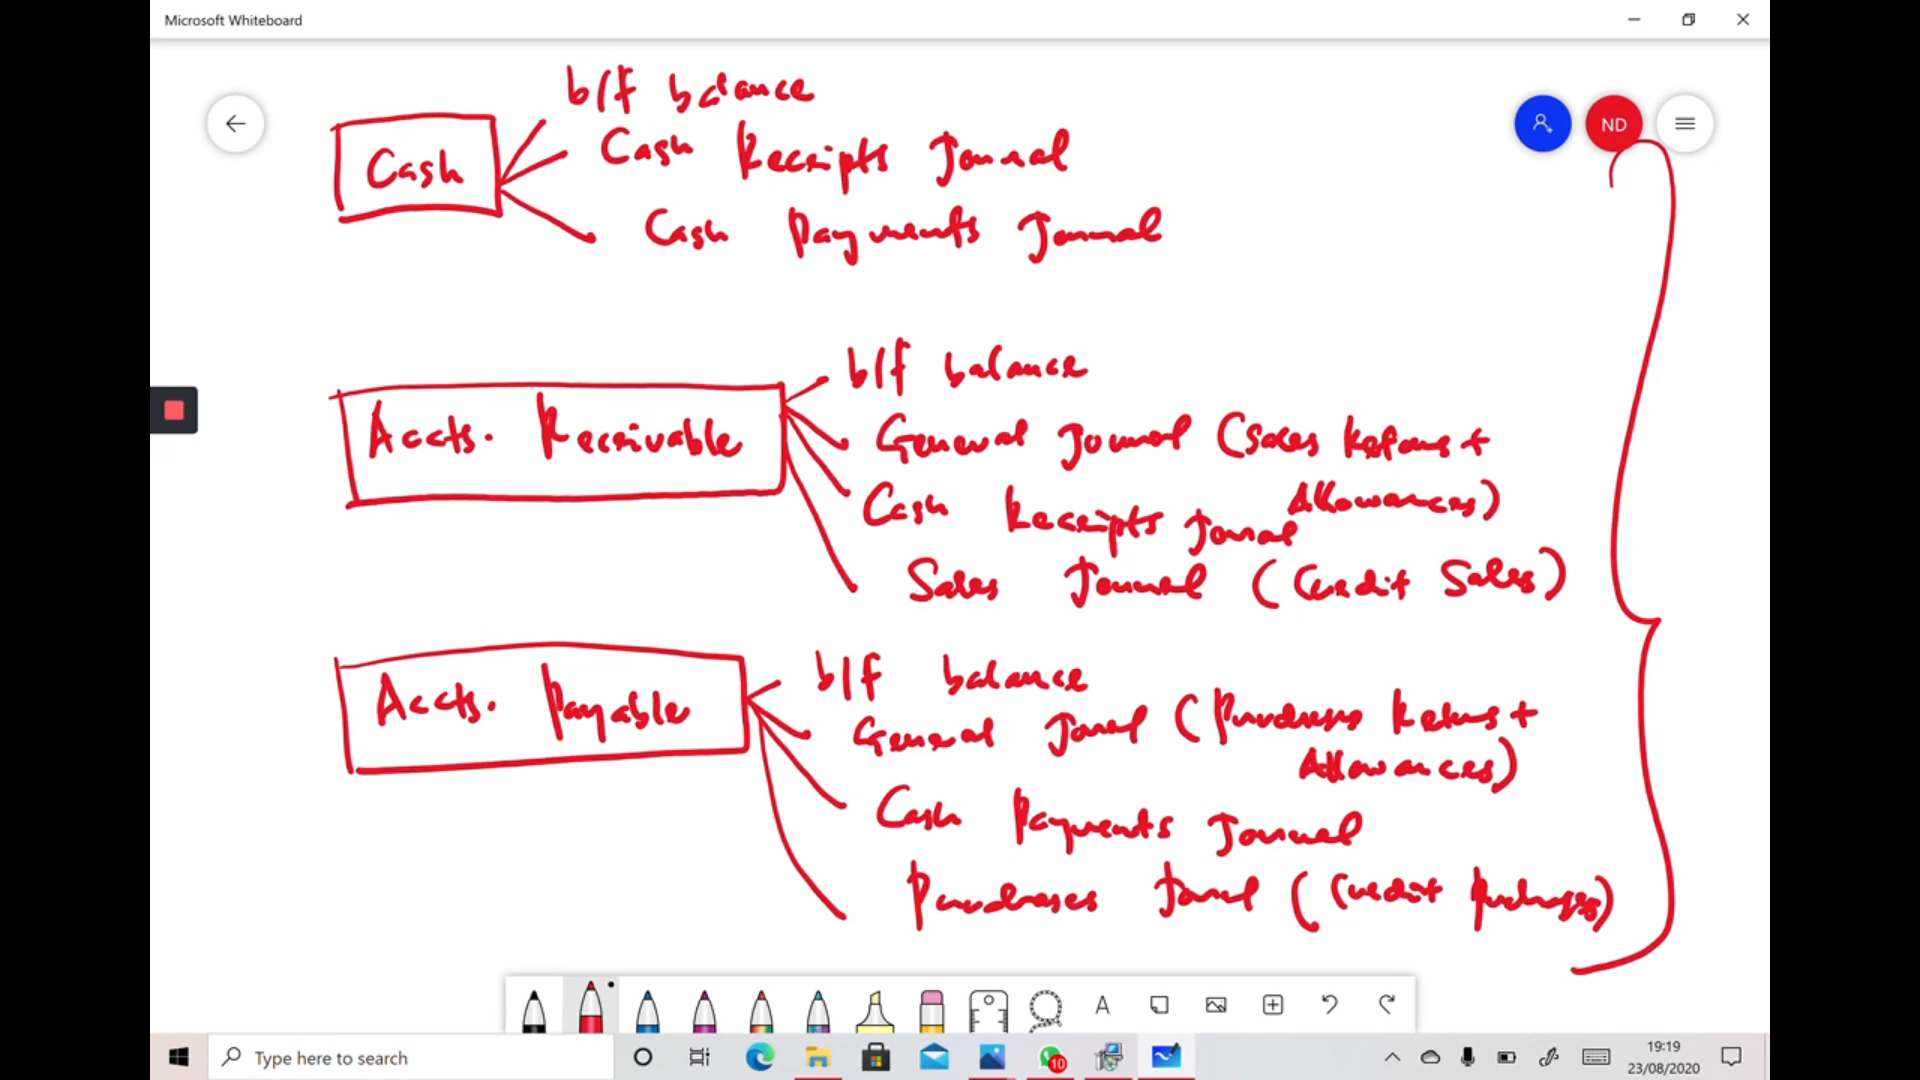 Microsoft Whiteboard
b/f balance
Cash
Cash Receipts Journal
Cash Payments Journal
ND
b/f balance
Accts. Receivable
General Journal (Sales Returns +
Allowances)
Cash Receipts Journal
Sales Journal (Credit Sales)
b/f balance
Accts. Payable
General Journal (Purchases Returns +
Allowances)
Cash Payments Journal
Purchases Journal (Credit Purchases)
A
Type here to search
10
19:19
23/08/2020